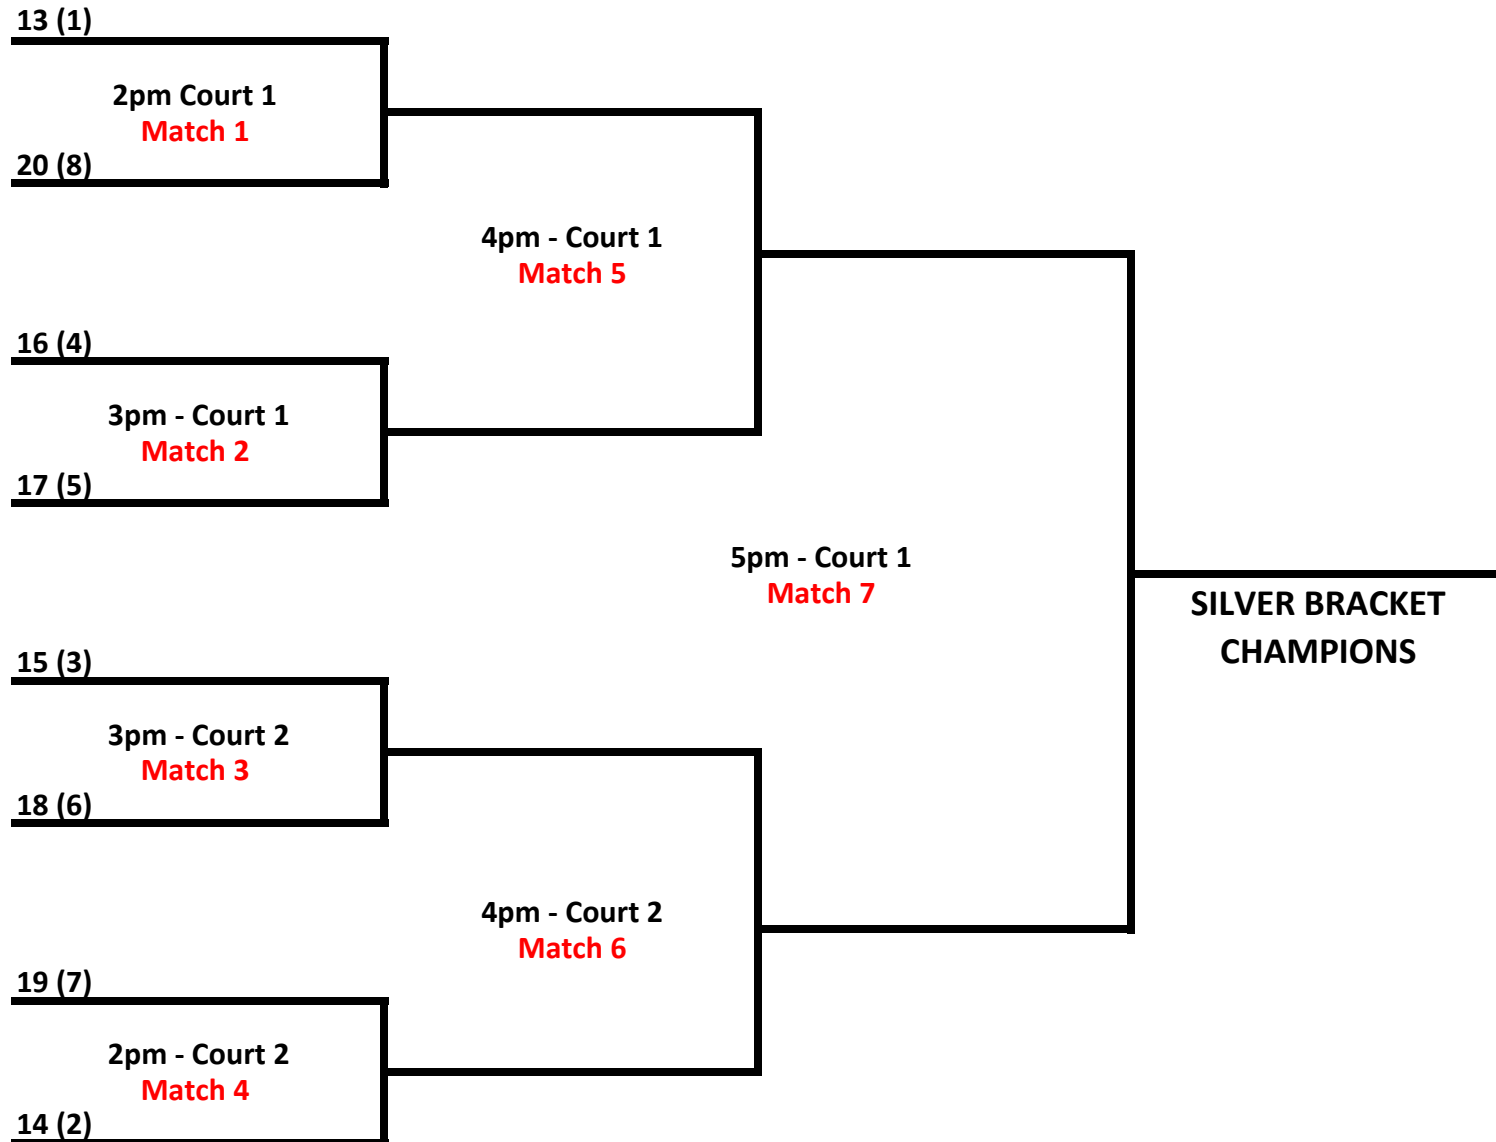 13 (1)
2pm Court 1
Match 1
20 (8)
4pm - Court 1
Match 5
16 (4)
3pm - Court 1
Match 2
17 (5)
5pm - Court 1
Match 7
SILVER BRACKET
CHAMPIONS
15 (3)
3pm - Court 2
Match 3
18 (6)
4pm - Court 2
Match 6
19 (7)
2pm - Court 2
Match 4
14 (2)